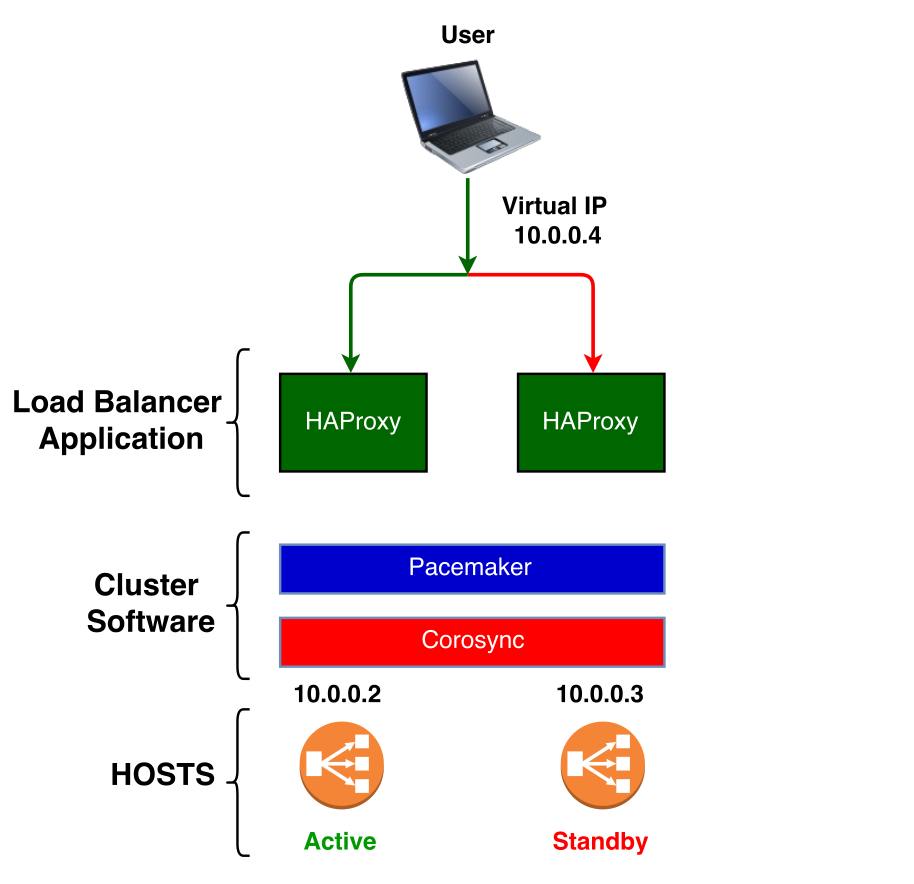 User
Virtual IP
10.0.0.4
Load Balancer
Application
HAProxy
HAProxy
Cluster
Software
Pacemaker
Corosync
10.0.0.2
10.0.0.3
HOSTS
Active
Standby